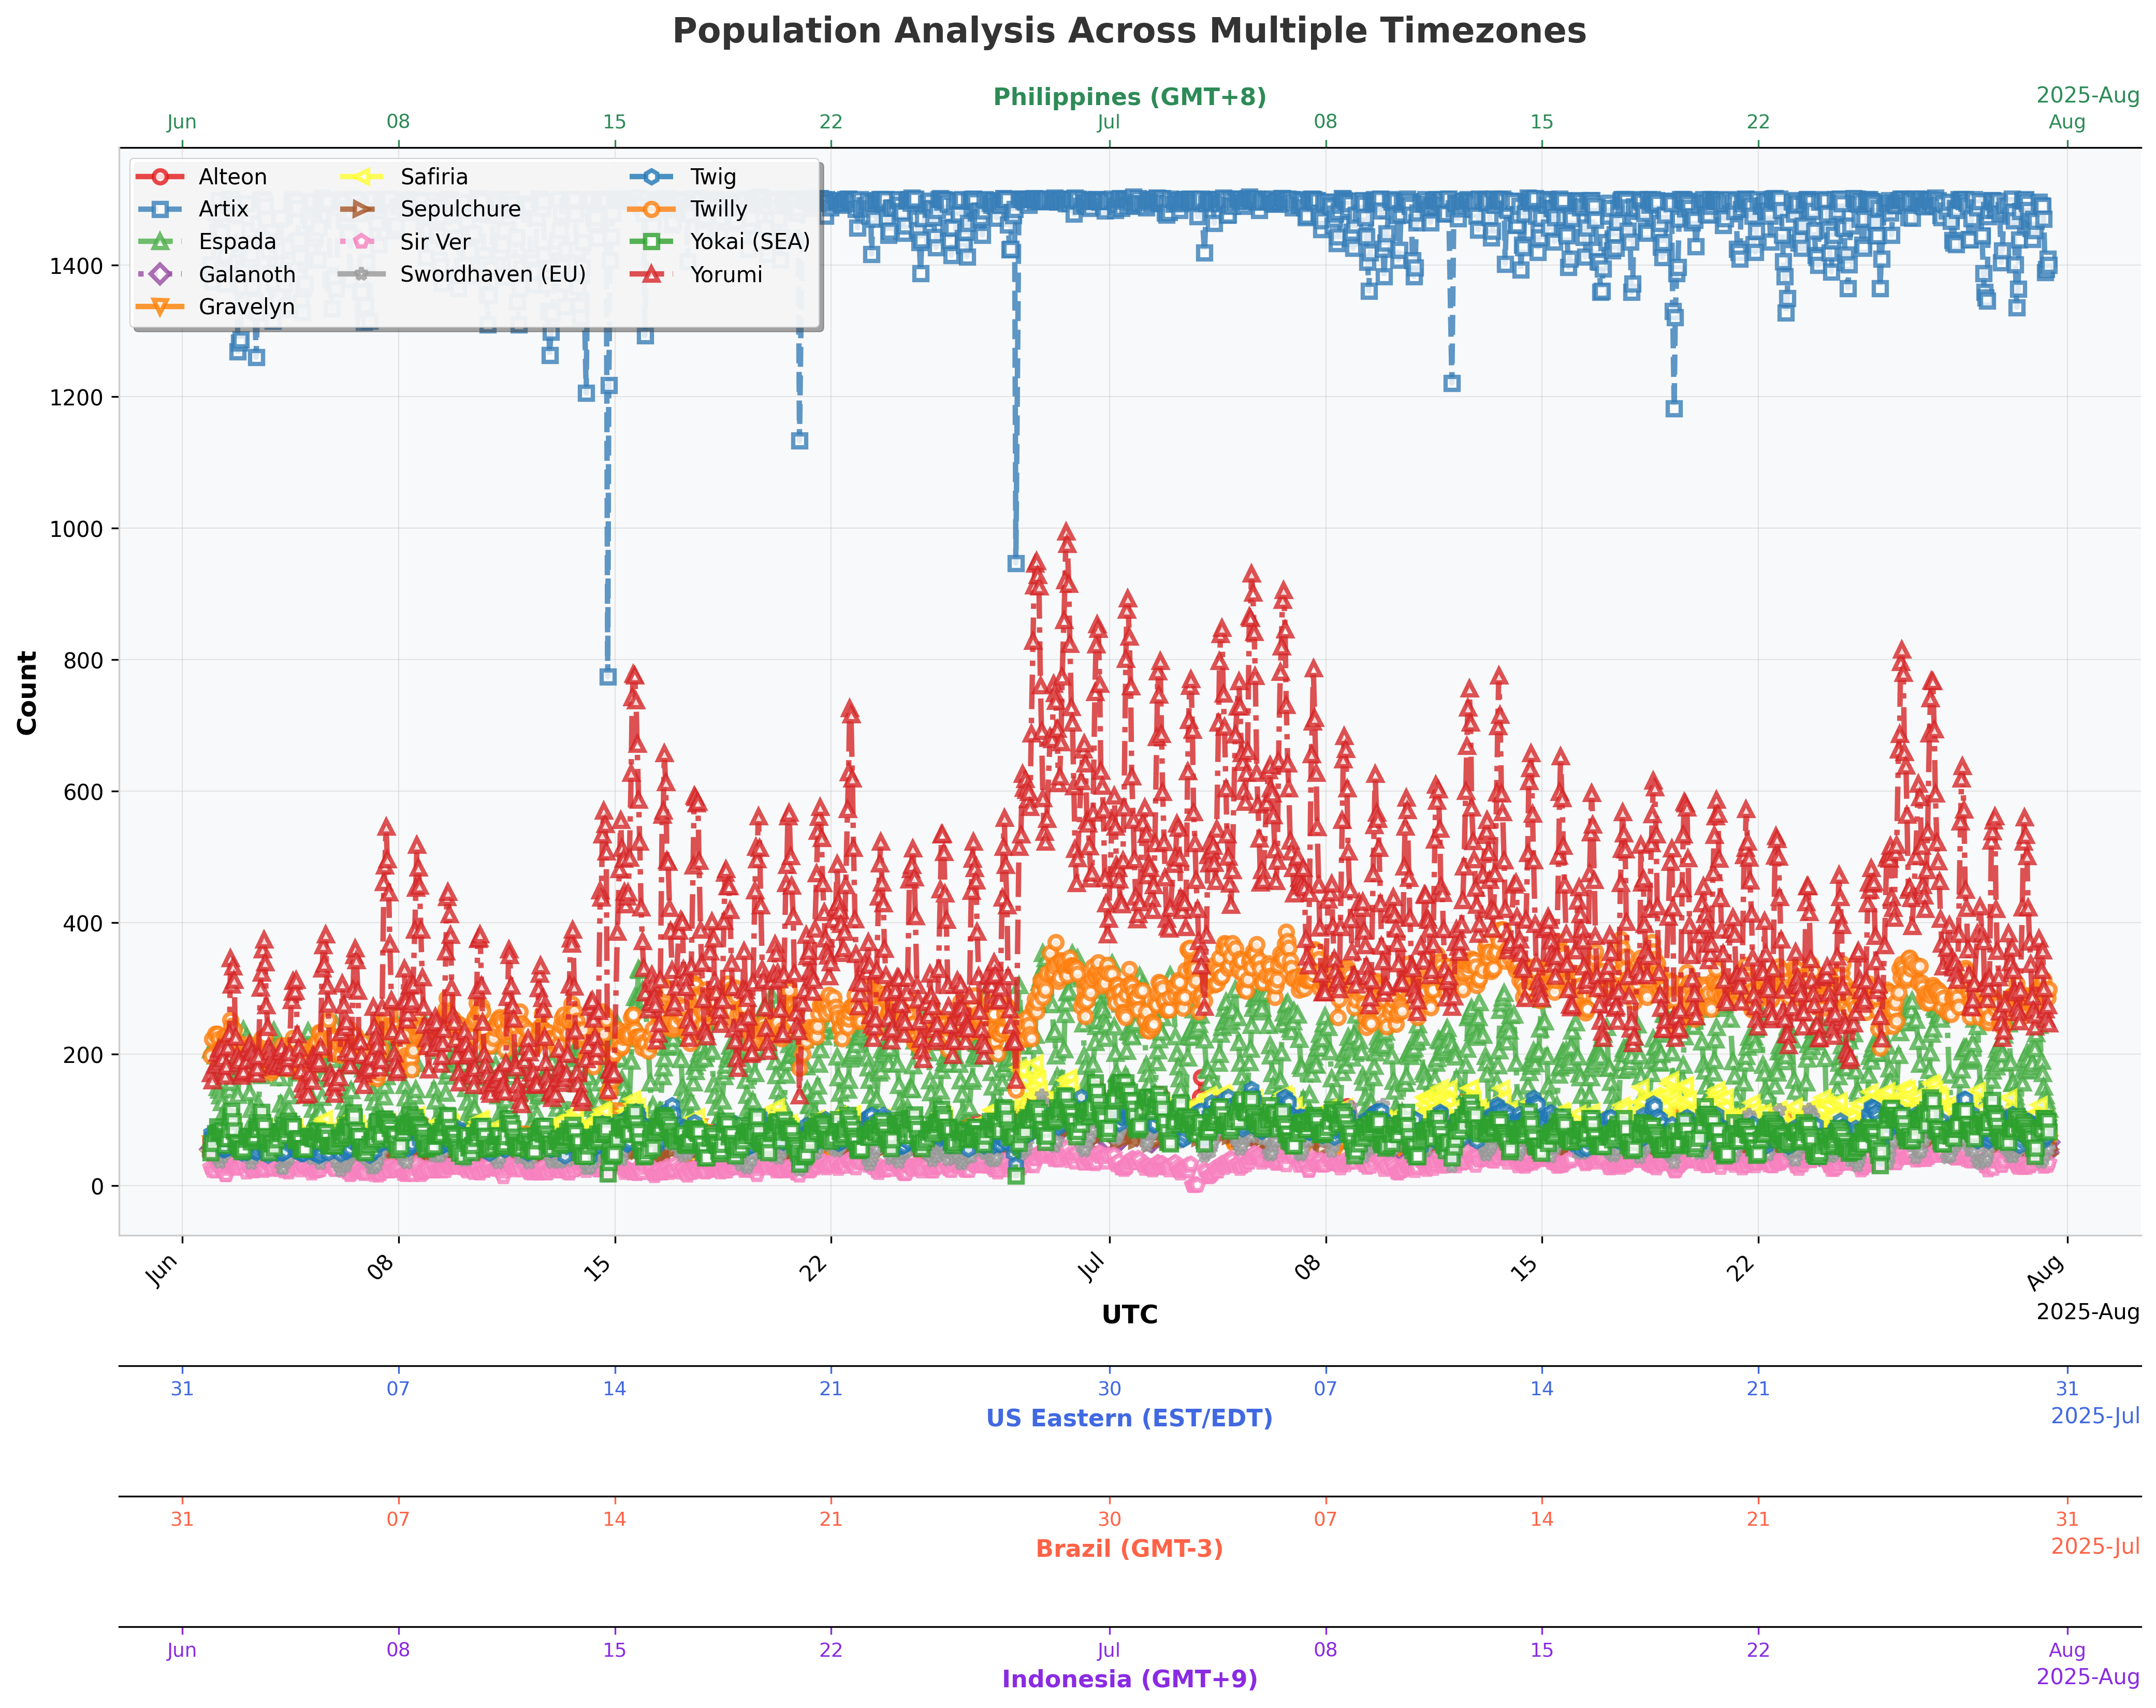 Population Analysis Across Multiple Timezones
Philippines (GMT+8)
2025-Aug
Jun 08 15 22 Jul 08 15 22 Aug
Alteon Safiria Twig
Artix Sepulchure Twilly
Espada Sir Ver Yokai (SEA)
Galanoth Swordhaven (EU) Yorumi
Gravelyn
1400
1200
1000
800
600
400
200
0
Count
Jun 08 15 22 Jul 08 15 22 Aug
UTC
2025-Aug
31 07 14 21 30 07 14 21 31
US Eastern (EST/EDT)
2025-Jul
31 07 14 21 30 07 14 21 31
Brazil (GMT-3)
2025-Jul
Jun 08 15 22 Jul 08 15 22 Aug
Indonesia (GMT+9)
2025-Aug